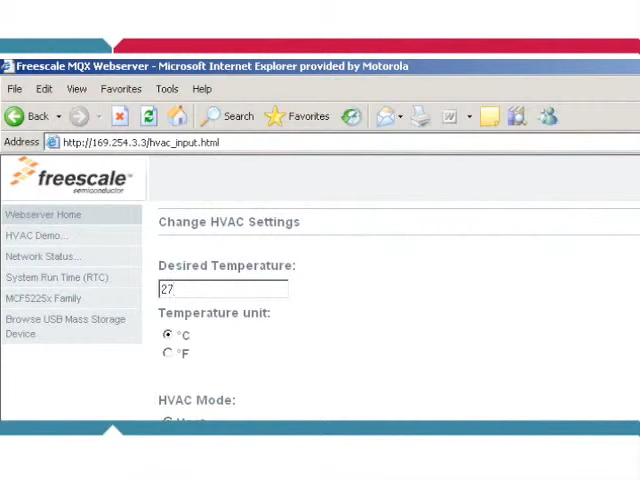 Freescale MQX Webserver - Microsoft Internet Explorer provided by Motorola
File Edit View Favorites Tools Help
Back Search Favorites
Address http://169.254.3.3/hvac_input.html
freescale™
semiconductor
Webserver Home
HVAC Demo...
Network Status...
System Run Time (RTC)
MCF5225x Family
Browse USB Mass Storage
Device
Change HVAC Settings
Desired Temperature:
27
Temperature unit:
°C
°F
HVAC Mode: